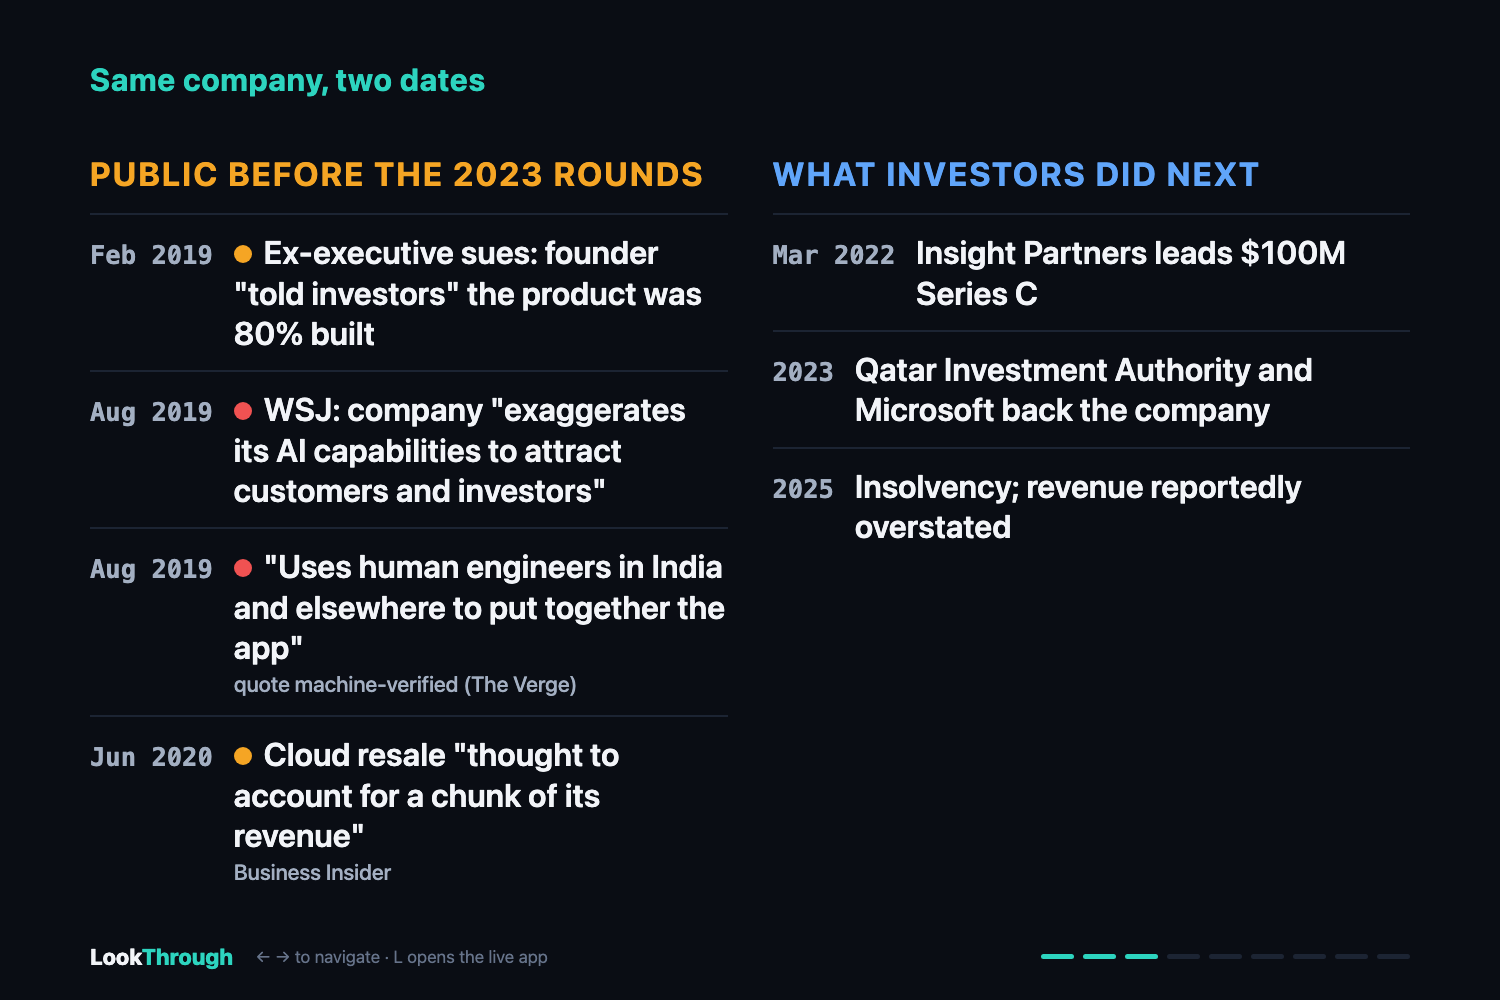 Same company, two dates
PUBLIC BEFORE THE 2023 ROUNDS
Feb 2019 Ex-executive sues: founder
"told investors" the product was
80% built
Aug 2019 WSJ: company "exaggerates
its AI capabilities to attract
customers and investors"
Aug 2019 "Uses human engineers in India
and elsewhere to put together the
app"
quote machine-verified (The Verge)
Jun 2020 Cloud resale "thought to
account for a chunk of its
revenue"
Business Insider
WHAT INVESTORS DID NEXT
Mar 2022 Insight Partners leads $100M
Series C
2023 Qatar Investment Authority and
Microsoft back the company
2025 Insolvency; revenue reportedly
overstated
LookThrough ← → to navigate · L opens the live app